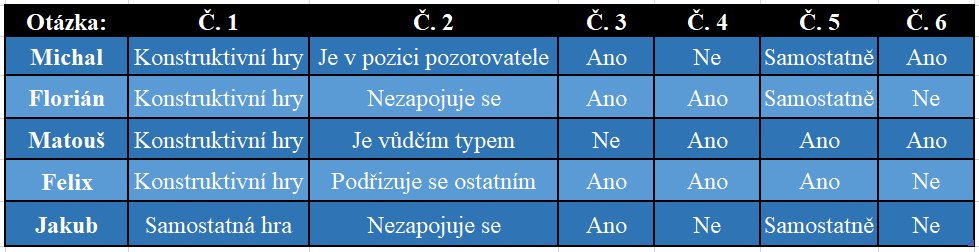 Otázka: Č. 1 Č. 2 Č. 3 Č. 4 Č. 5 Č. 6
Michal Konstruktivní hry Je v pozici pozorovatele Ano Ne Samostatně Ano
Florián Konstruktivní hry Nezapojuje se Ano Ano Samostatně Ne
Matouš Konstruktivní hry Je vůdčím typem Ne Ano Ano Ano
Felix Konstruktivní hry Podřizuje se ostatním Ano Ano Ano Ne
Jakub Samostatná hra Nezapojuje se Ano Ne Samostatně Ne